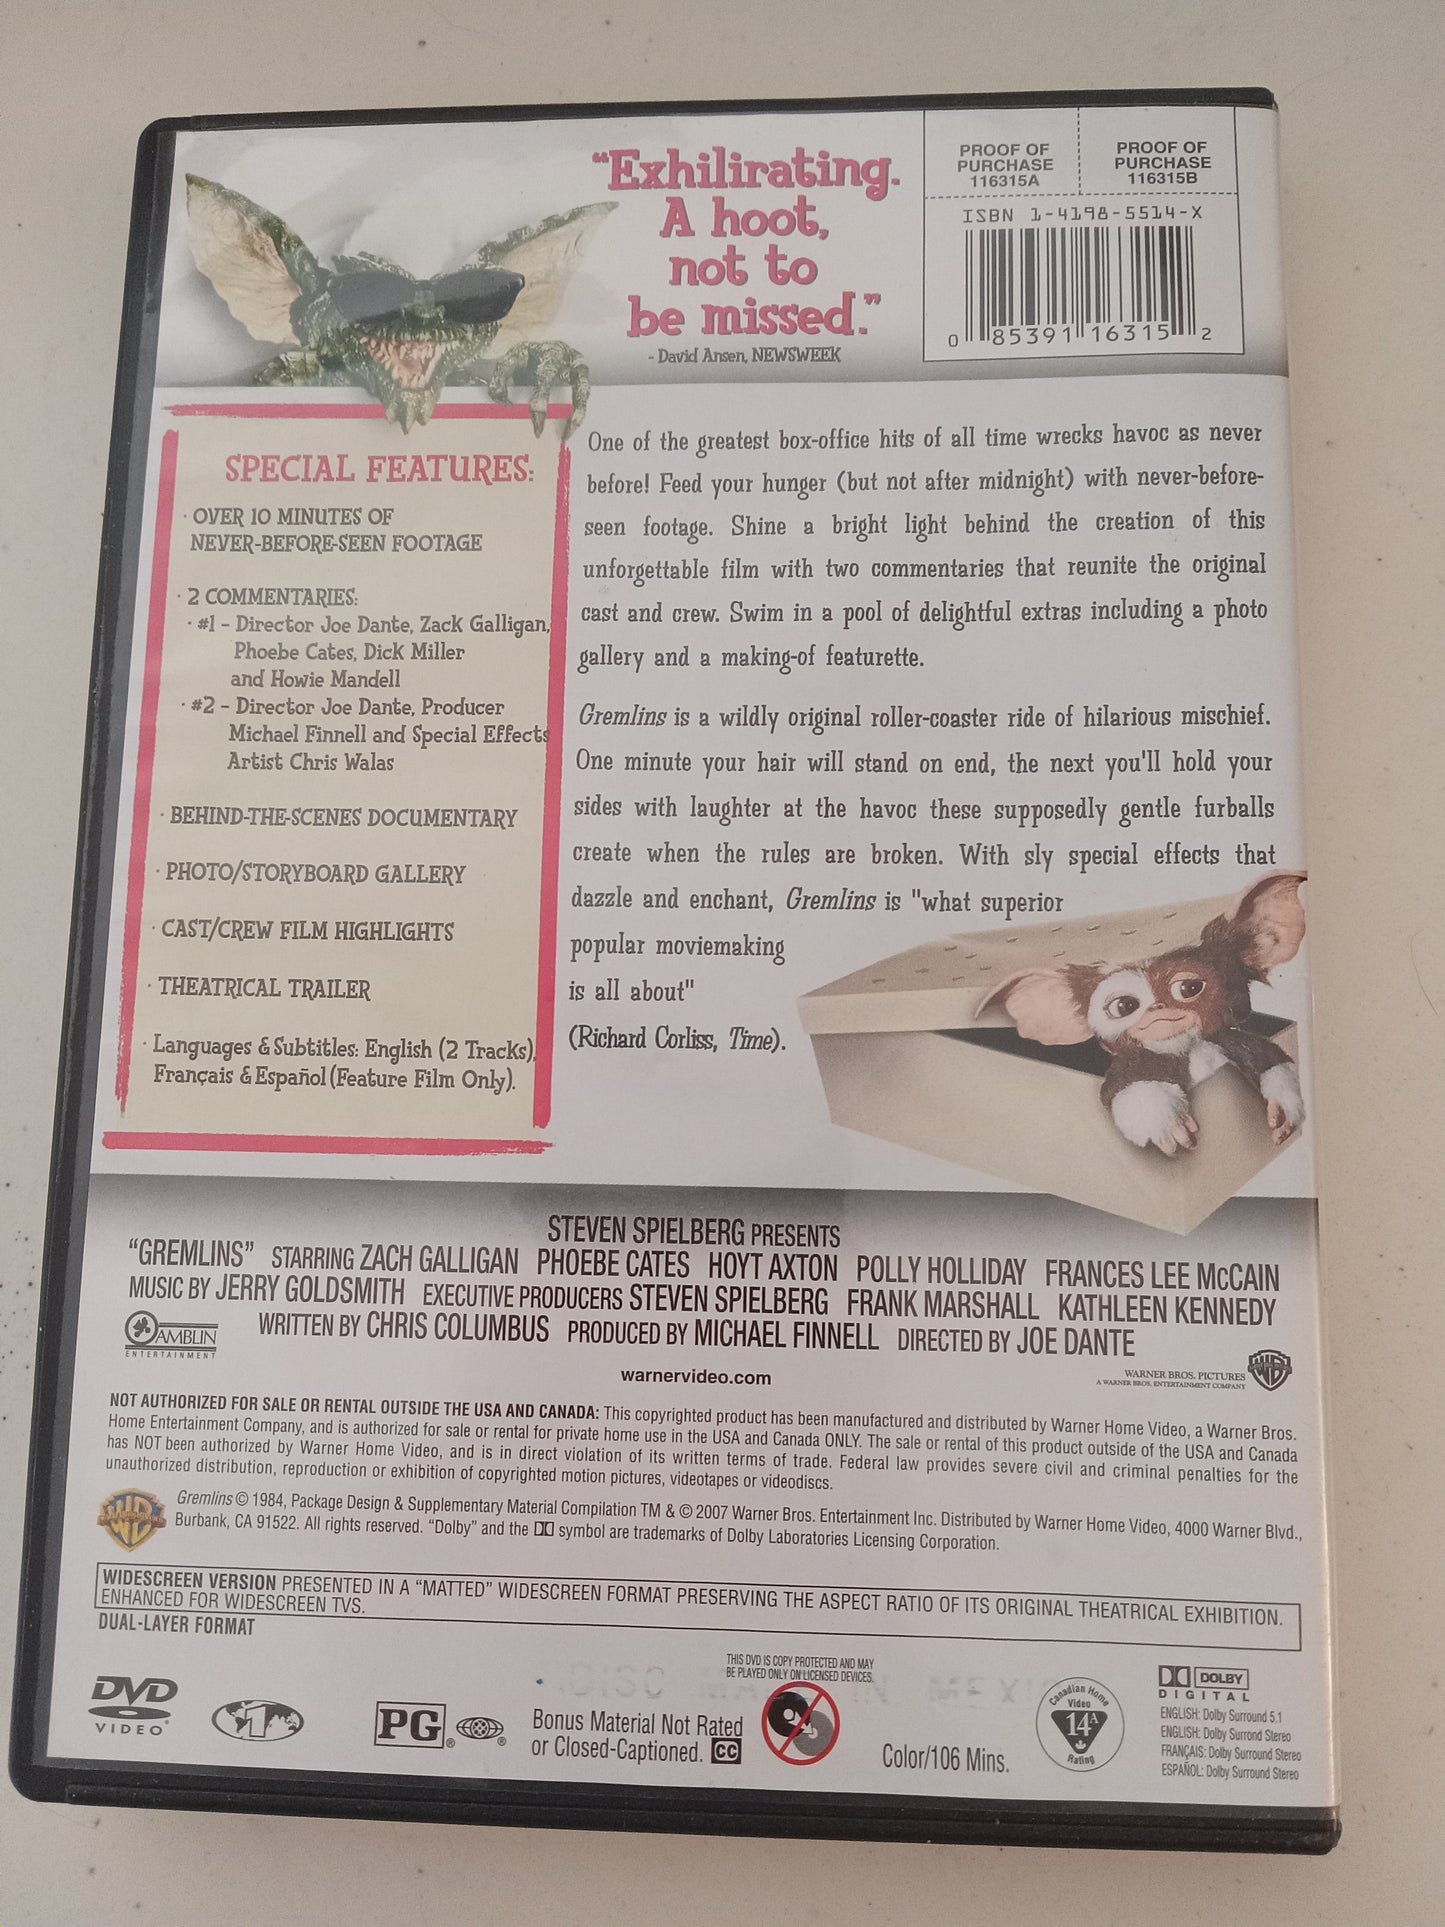 "Exhilirating.
A hoot,
not to
be missed."
- David Ansen, NEWSWEEK
PROOF OF
PURCHASE
116315A
PROOF OF
PURCHASE
116315B
ISBN 1-4198-5514-X
0 85391 16315 2
SPECIAL FEATURES:
· OVER 10 MINUTES OF
NEVER-BEFORE-SEEN FOOTAGE
· 2 COMMENTARIES:
· #1 - Director Joe Dante, Zack Galligan,
Phoebe Cates, Dick Miller
and Howie Mandell
· #2 - Director Joe Dante, Producer
Michael Finnell and Special Effects
Artist Chris Walas
· BEHIND-THE-SCENES DOCUMENTARY
· PHOTO/STORYBOARD GALLERY
· CAST/CREW FILM HIGHLIGHTS
· THEATRICAL TRAILER
· Languages & Subtitles: English (2 Tracks),
Français & Español (Feature Film Only).
One of the greatest box-office hits of all time wrecks havoc as never
before! Feed your hunger (but not after midnight) with never-before-
seen footage. Shine a bright light behind the creation of this
unforgettable film with two commentaries that reunite the original
cast and crew. Swim in a pool of delightful extras including a photo
gallery and a making-of featurette.
Gremlins is a wildly original roller-coaster ride of hilarious mischief.
One minute your hair will stand on end, the next you'll hold your
sides with laughter at the havoc these supposedly gentle furballs
create when the rules are broken. With sly special effects that
dazzle and enchant, Gremlins is "what superior
popular moviemaking
is all about"
(Richard Corliss, Time).
STEVEN SPIELBERG PRESENTS
"GREMLINS" STARRING ZACH GALLIGAN PHOEBE CATES HOYT AXTON POLLY HOLLIDAY FRANCES LEE McCAIN
MUSIC BY JERRY GOLDSMITH EXECUTIVE PRODUCERS STEVEN SPIELBERG FRANK MARSHALL KATHLEEN KENNEDY
WRITTEN BY CHRIS COLUMBUS PRODUCED BY MICHAEL FINNELL DIRECTED BY JOE DANTE
AMBLIN
ENTERTAINMENT
warnervideo.com
WARNER BROS. PICTURES
A WARNER BROS. ENTERTAINMENT COMPANY
NOT AUTHORIZED FOR SALE OR RENTAL OUTSIDE THE USA AND CANADA: This copyrighted product has been manufactured and distributed by Warner Home Video, a Warner Bros.
Home Entertainment Company, and is authorized for sale or rental for private home use in the USA and Canada ONLY. The sale or rental of this product outside of the USA and Canada
has NOT been authorized by Warner Home Video, and is in direct violation of its written terms of trade. Federal law provides severe civil and criminal penalties for the
unauthorized distribution, reproduction or exhibition of copyrighted motion pictures, videotapes or videodiscs.
Gremlins © 1984, Package Design & Supplementary Material Compilation TM & © 2007 Warner Bros. Entertainment Inc. Distributed by Warner Home Video, 4000 Warner Blvd.,
Burbank, CA 91522. All rights reserved. "Dolby" and the DD symbol are trademarks of Dolby Laboratories Licensing Corporation.
WIDESCREEN VERSION PRESENTED IN A "MATTED" WIDESCREEN FORMAT PRESERVING THE ASPECT RATIO OF ITS ORIGINAL THEATRICAL EXHIBITION.
ENHANCED FOR WIDESCREEN TVS.
DUAL-LAYER FORMAT
DVD
VIDEO
1
PG®
®
Bonus Material Not Rated
or Closed-Captioned. CC
THIS DVD IS COPY PROTECTED AND MAY
BE PLAYED ONLY ON LICENSED DEVICES.
Color/106 Mins.
Canadian Home
Video
14A
Rating
DOLBY
DIGITAL
ENGLISH: Dolby Surround 5.1
ENGLISH: Dolby Surrond Stereo
FRANÇAIS: Dolby Surround Stereo
ESPAÑOL: Dolby Surround Stereo